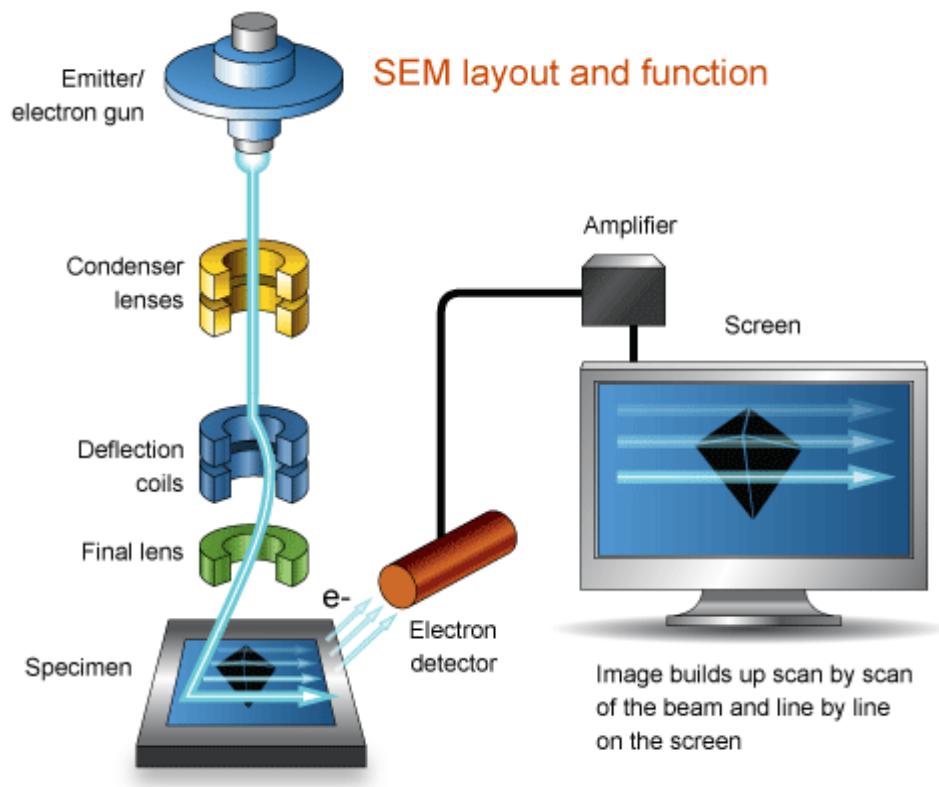 SEM layout and function
Emitter/
electron gun
Condenser
lenses
Amplifier
Screen
Deflection
coils
Final lens
e-
Electron
detector
Specimen
Image builds up scan by scan
of the beam and line by line
on the screen